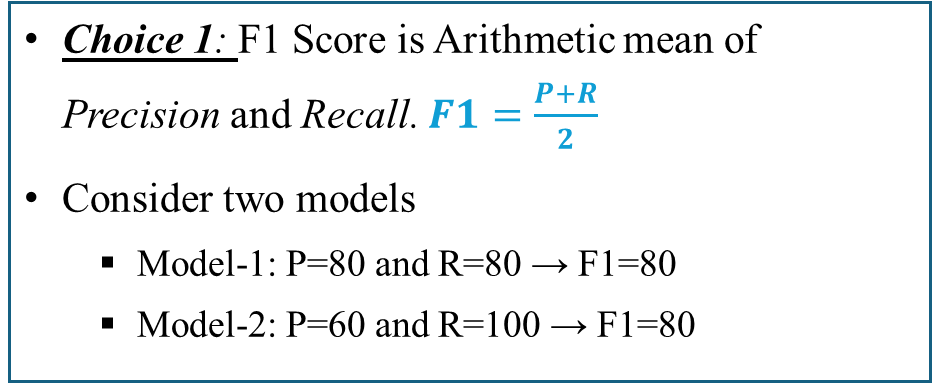 • Choice 1: F1 Score is Arithmetic mean of
Precision and Recall. F1 = P+R/2
• Consider two models
▪ Model-1: P=80 and R=80 → F1=80
▪ Model-2: P=60 and R=100 → F1=80